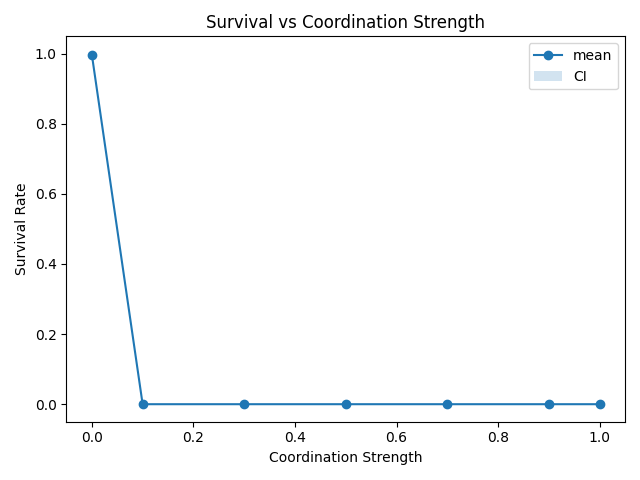 Survival vs Coordination Strength
mean
CI
Survival Rate
1.0
0.8
0.6
0.4
0.2
0.0
0.0 0.2 0.4 0.6 0.8 1.0
Coordination Strength